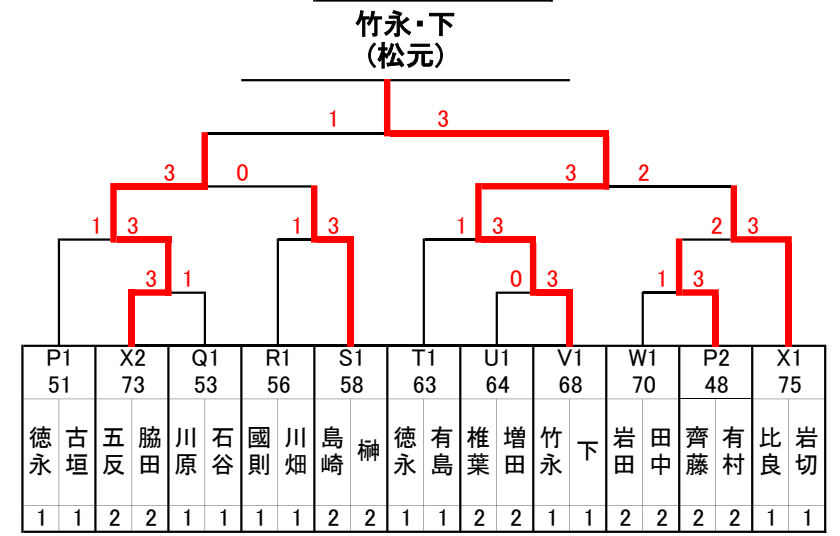 竹永・下
(松元)
1 3
3 0 3 2
1 3 1 3 1 3 2 3
3 1 0 3 1 3
P1 X2 Q1 R1 S1 T1 U1 V1 W1 P2 X1
51 73 53 56 58 63 64 68 70 48 75
徳永 古垣 五反 脇田 川原 石谷 國則 川畑 島崎 榊 徳永 有島 椎葉 増田 竹永 下 岩田 田中 齊藤 有村 比良 岩切
1 1 2 2 1 1 1 1 2 2 1 1 2 2 1 1 2 2 2 2 1 1